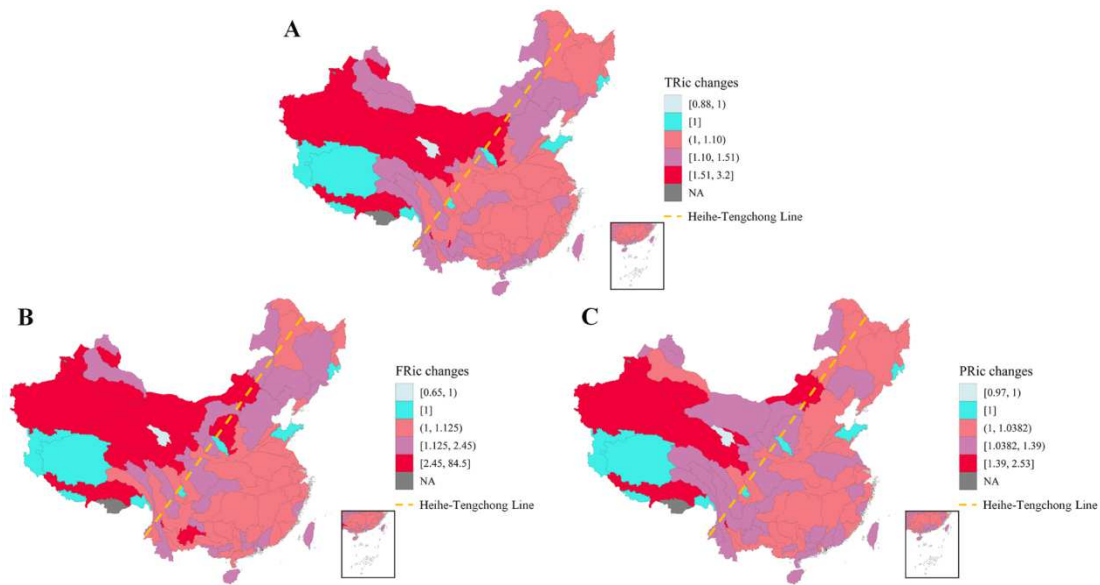 A
TRic changes
[0.88, 1)
[1]
(1, 1.10)
[1.10, 1.51)
[1.51, 3.2]
NA
Heihe-Tengchong Line
B
FRic changes
[0.65, 1)
[1]
(1, 1.125)
[1.125, 2.45)
[2.45, 84.5]
NA
Heihe-Tengchong Line
C
PRic changes
[0.97, 1)
[1]
(1, 1.0382)
[1.0382, 1.39)
[1.39, 2.53]
NA
Heihe-Tengchong Line